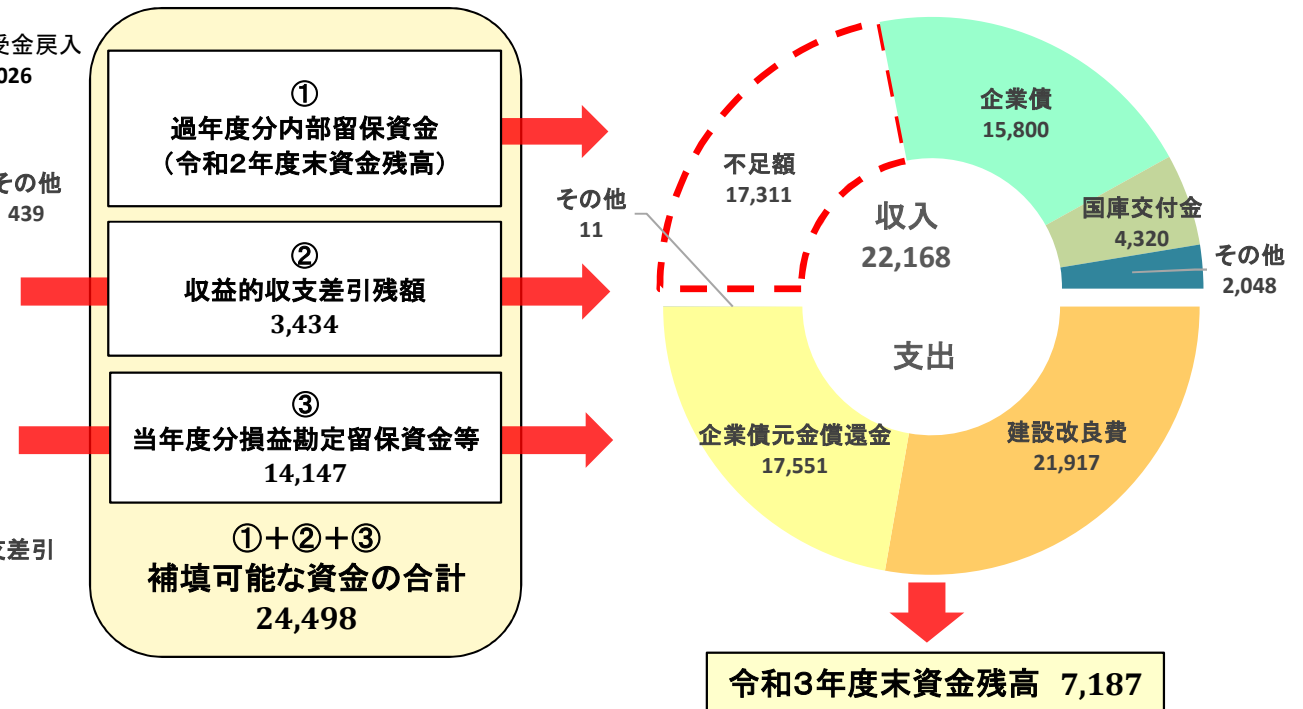 受金戻入
026
その他
439
支差引
①
過年度分内部留保資金
（令和２年度末資金残高）
②
収益的収支差引残額
3,434
③
当年度分損益勘定留保資金等
14,147
①＋②＋③
補填可能な資金の合計
24,498
不足額
17,311
企業債
15,800
国庫交付金
4,320
その他
2,048
その他
11
収入
22,168
支出
企業債元金償還金
17,551
建設改良費
21,917
令和３年度末資金残高 7,187